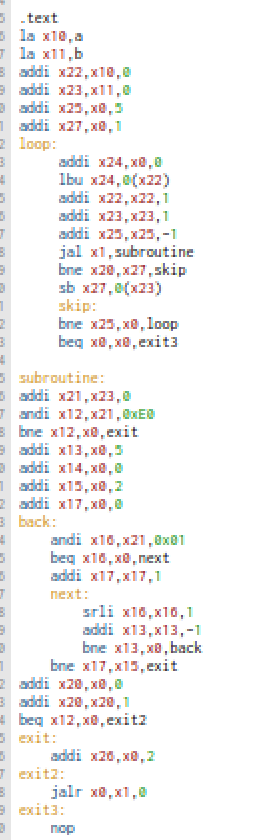 .text
la x10,a
la x11,b
addi x22,x10,0
addi x23,x11,0
addi x25,x0,5
addi x27,x0,1
loop:
addi x24,x0,0
lbu x24,0(x22)
addi x22,x22,1
addi x23,x23,1
addi x25,x25,-1
jal x1,subroutine
bne x20,x27,skip
sb x27,0(x23)
skip:
bne x25,x0,loop
beq x0,x0,exit3
subroutine:
addi x21,x23,0
andi x12,x21,0xE0
bne x12,x0,exit
addi x13,x0,5
addi x14,x0,0
addi x15,x0,2
addi x17,x0,0
back:
andi x16,x21,0x01
beq x16,x0,next
addi x17,x17,1
next:
srli x16,x16,1
addi x13,x13,-1
bne x13,x0,back
bne x17,x15,exit
addi x20,x0,0
addi x20,x20,1
beq x12,x0,exit2
exit:
addi x26,x0,2
exit2:
jalr x0,x1,0
exit3:
nop